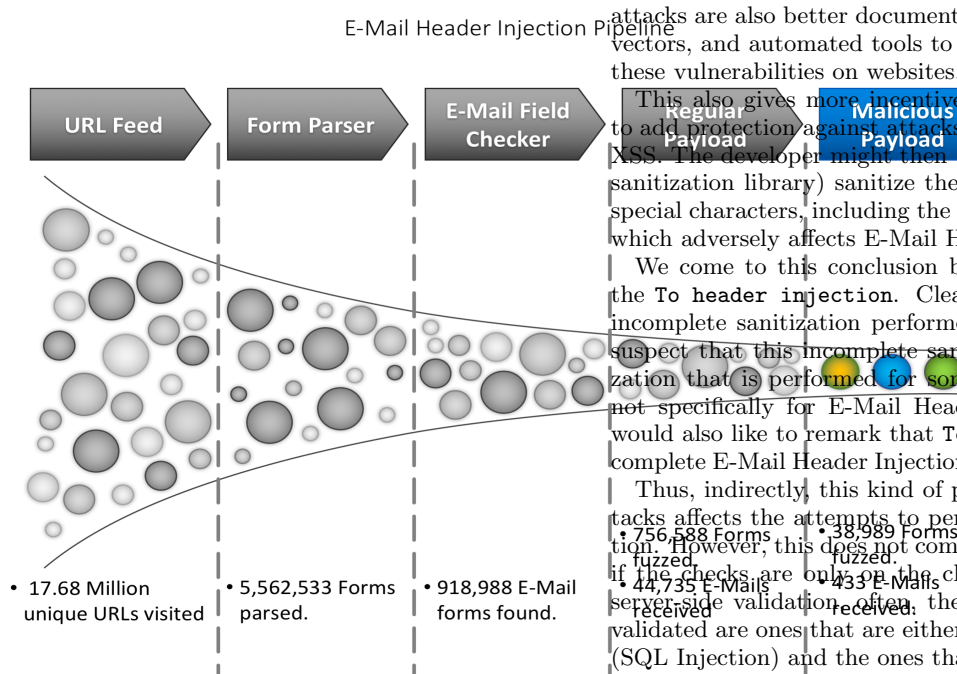 E-Mail Header Injection Pipeline
URL Feed
Form Parser
E-Mail Field
Checker
Regular
Payload
Malicious
Payload
• 17.68 Million
unique URLs visited
• 5,562,533 Forms
parsed.
• 918,988 E-Mail
forms found.
• 756,588 Forms
fuzzed.
• 44,735 E-Mails
received
• 38,989 Forms
fuzzed.
• 433 E-Mails
received.
attacks are also better document
vectors, and automated tools to
these vulnerabilities on websites.
This also gives more incentive
to add protection against attacks
XSS. The developer might then
sanitization library) sanitize the
special characters, including the
which adversely affects E-Mail H
We come to this conclusion b
the To header injection. Clea
incomplete sanitization performe
suspect that this incomplete san
zation that is performed for som
not specifically for E-Mail Head
would also like to remark that To
complete E-Mail Header Injection
Thus, indirectly, this kind of p
tacks affects the attempts to per
tion. However, this does not com
if the checks are only on the cl
server-side validation, often, the
validated are ones that are either
(SQL Injection) and the ones tha